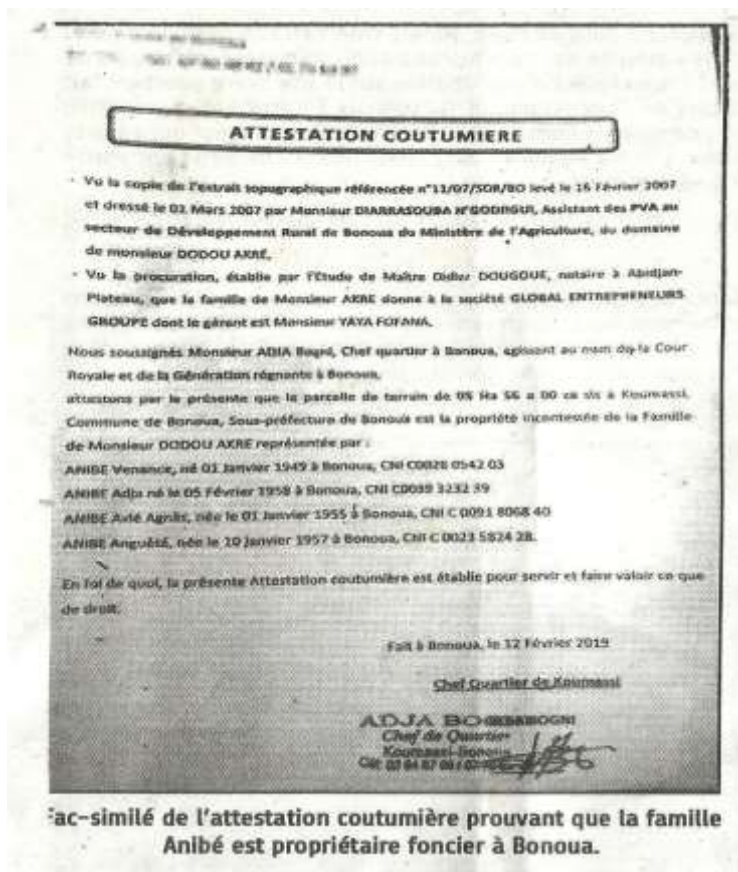 ATTESTATION COUTUMIERE
- Vu la copie de l'extrait topographique référencée n°11/07/SDR/BO levé le 16 Février 2007
et dressé le 02 Mars 2007 par Monsieur DIARRASOUBA N'GODINGUI, Assistant des PVA au
secteur de Développement Rural de Bonoua du Ministère de l'Agriculture, du domaine
de monsieur DODOU AKRE,
- Vu la procuration, établie par l'Etude de Maître Didier DOUGOUE, notaire à Abidjan-
Plateau, que la famille de Monsieur AKRE donne à la société GLOBAL ENTREPRENEURS
GROUPE dont le gérant est Monsieur YAYA FOFANA,
Nous soussignés Monsieur ADJA Bogni, Chef quartier à Bonoua, agissant au nom de la Cour
Royale et de la Génération régnante à Bonoua,
attestons par la présente que la parcelle de terrain de 05 Ha 56 a 00 ca sis à Koumassi,
Commune de Bonoua, Sous-préfecture de Bonoua est la propriété incontestée de la Famille
de Monsieur DODOU AKRE représentée par :
ANIBE Venance, né 01 Janvier 1949 à Bonoua, CNI C0028 0542 03
ANIBE Adja né le 05 Février 1958 à Bonoua, CNI C0039 3232 39
ANIBE Avié Agnès, née le 01 Janvier 1955 à Bonoua, CNI C 0091 8068 40
ANIBE Anguété, née le 10 Janvier 1957 à Bonoua, CNI C 0023 5824 28.
En foi de quoi, la présente Attestation coutumière est établie pour servir et faire valoir ce que
de droit.
Fait à Bonoua, le 12 Février 2019
Chef Quartier de Koumassi
ADJA BOGNI
Chef de Quartier
Koumassi-Bonoua
Fac-similé de l'attestation coutumière prouvant que la famille
Anibé est propriétaire foncier à Bonoua.